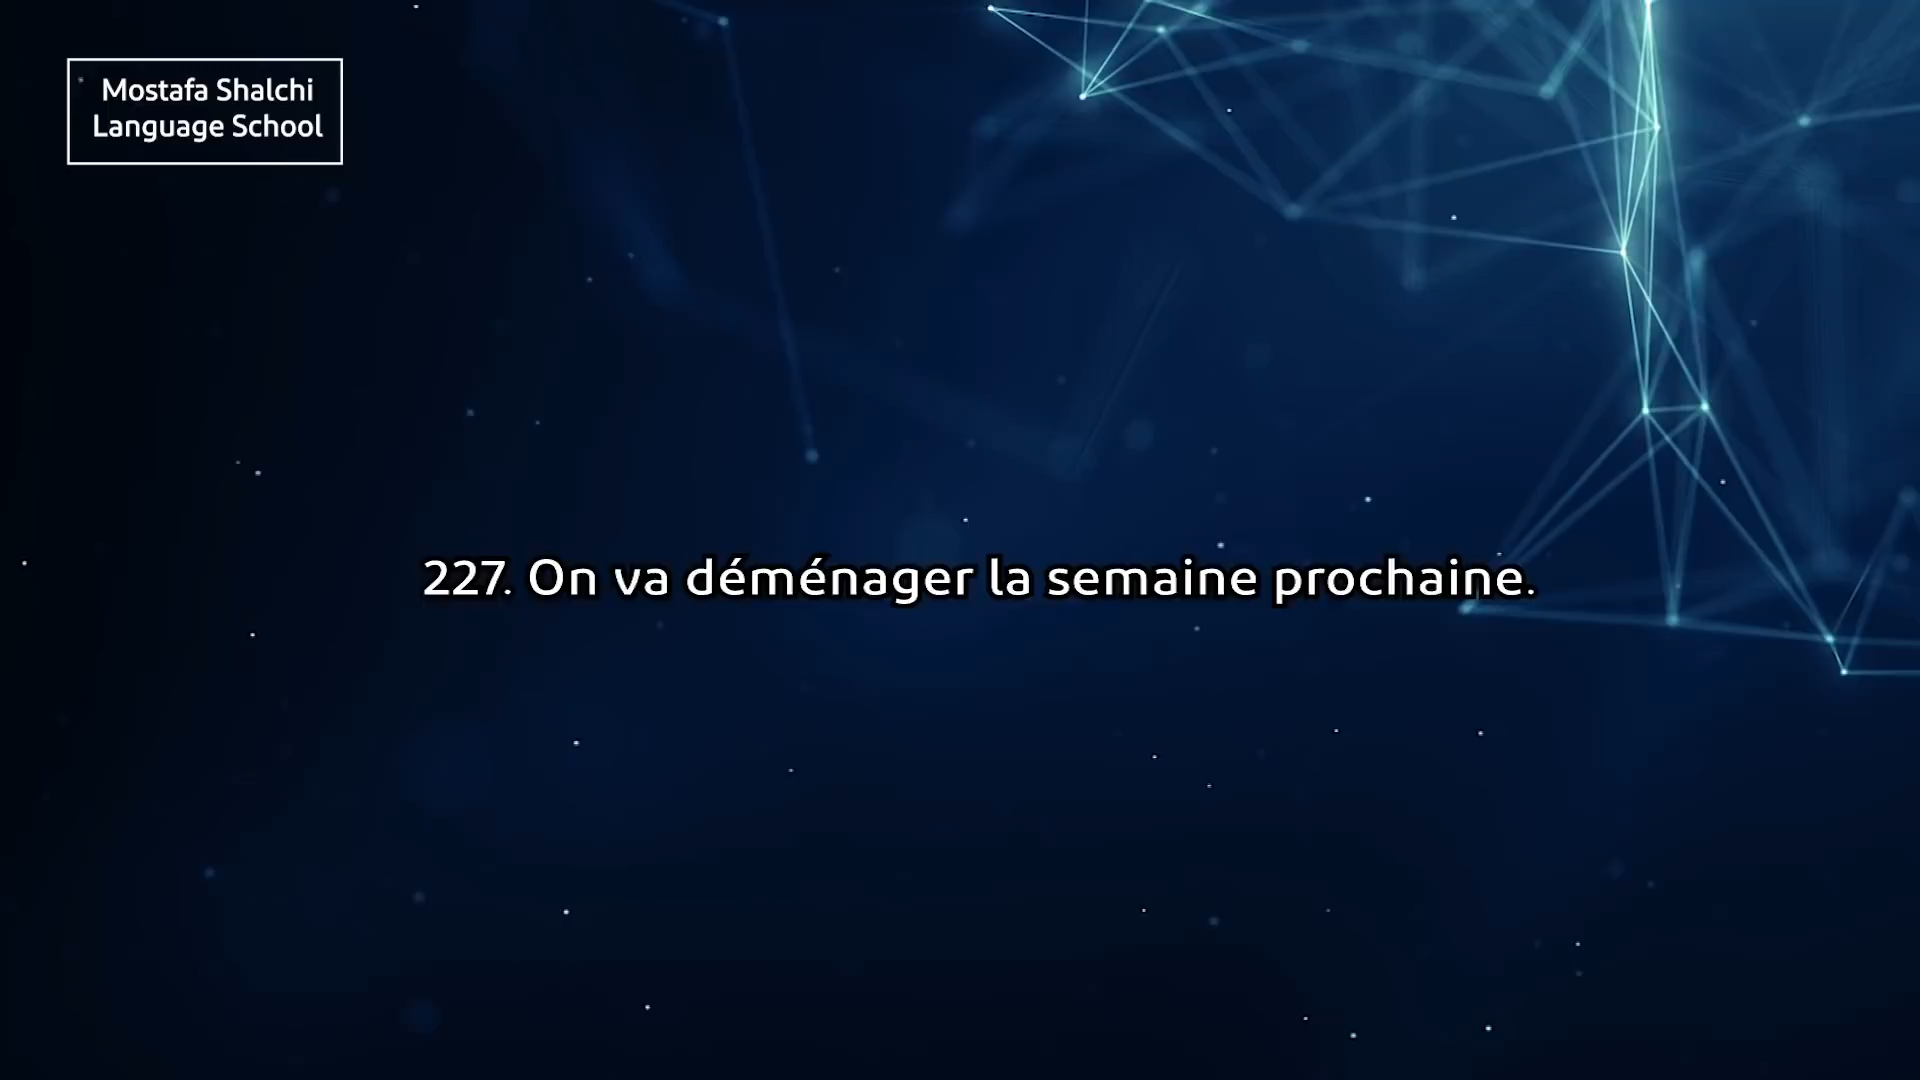 Mostafa Shalchi
Language School
227. On va déménager la semaine prochaine.